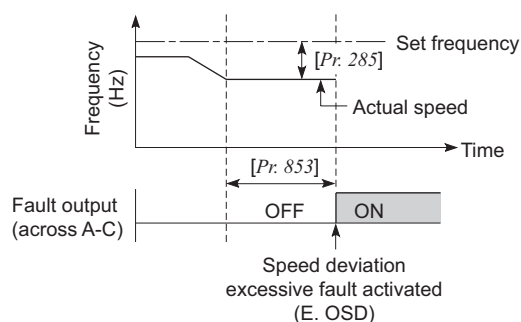 Frequency
(Hz)
Set frequency
[Pr. 285]
Actual speed
Time
[Pr. 853]
Fault output
(across A-C)
OFF
ON
Speed deviation
excessive fault activated
(E. OSD)